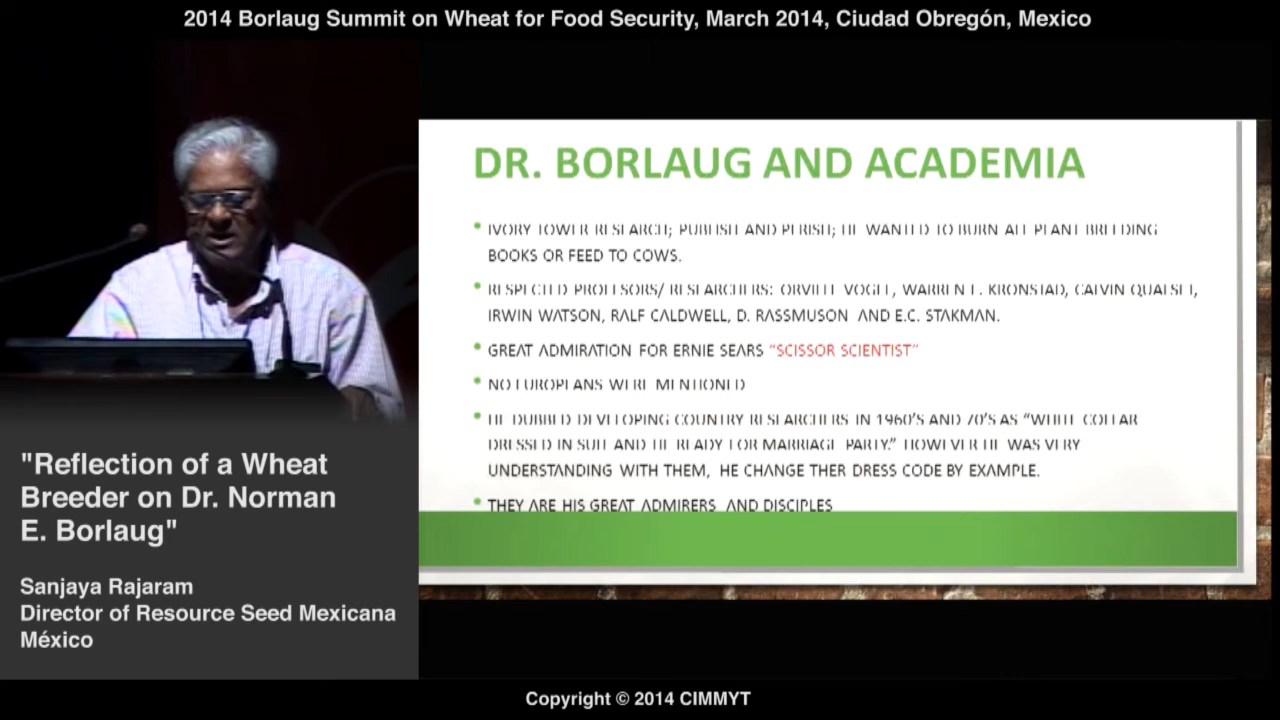 2014 Borlaug Summit on Wheat for Food Security, March 2014, Ciudad Obregón, Mexico
DR. BORLAUG AND ACADEMIA
• IVORY TOWER RESEARCH; PUBLISH AND PERISH; HE WANTED TO BURN ALL PLANT BREEDING
BOOKS OR FEED TO COWS.
• RESPECTED PROFESORS/ RESEARCHERS: ORVILLE VOGEL, WARREN E. KRONSTAD, CALVIN QUALSET,
IRWIN WATSON, RALF CALDWELL, D. RASSMUSON AND E.C. STAKMAN.
• GREAT ADMIRATION FOR ERNIE SEARS “SCISSOR SCIENTIST”
• NO EUROPEANS WERE MENTIONED
• HE DUBBED DEVELOPING COUNTRY RESEARCHERS IN 1960’S AND 70’S AS “WHITE COLLAR
DRESSED IN SUIT AND TIE READY FOR MARRIAGE PARTY.” HOWEVER HE WAS VERY
UNDERSTANDING WITH THEM, HE CHANGE THER DRESS CODE BY EXAMPLE.
• THEY ARE HIS GREAT ADMIRERS AND DISCIPLES
"Reflection of a Wheat
Breeder on Dr. Norman
E. Borlaug"
Sanjaya Rajaram
Director of Resource Seed Mexicana
México
Copyright © 2014 CIMMYT